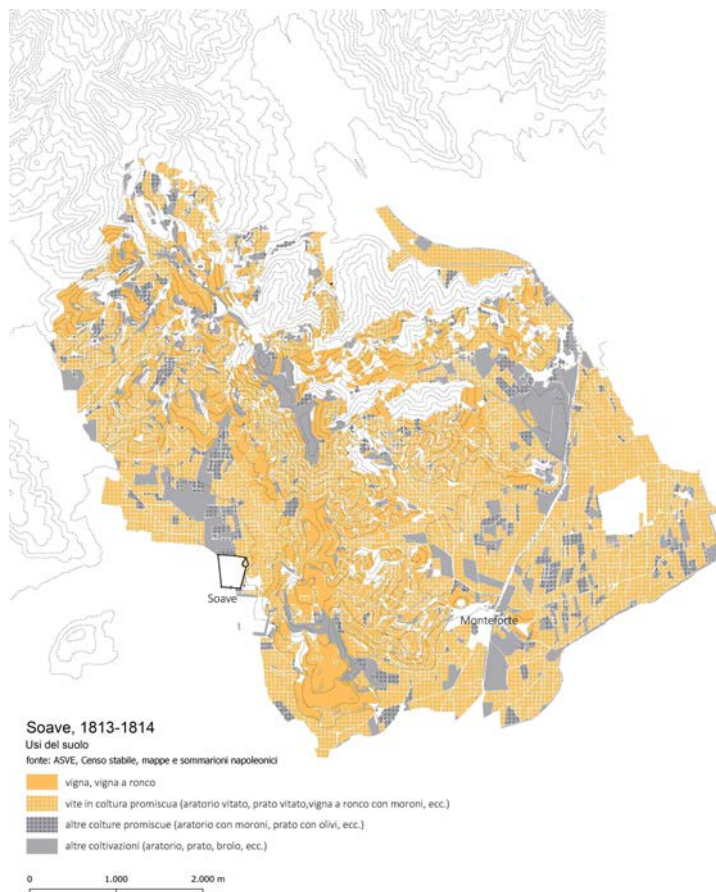 Soave
Monteforte
Soave, 1813-1814
Usi del suolo
fonte: ASVE, Censo stabile, mappe e sommarioni napoleonici
vigna, vigna a ronco
vite in coltura promiscua (aratorio vitato, prato vitato,vigna a ronco con moroni, ecc.)
altre colture promiscue (aratorio con moroni, prato con olivi, ecc.)
altre coltivazioni (aratorio, prato, brolo, ecc.)
0 1.000 2.000 m